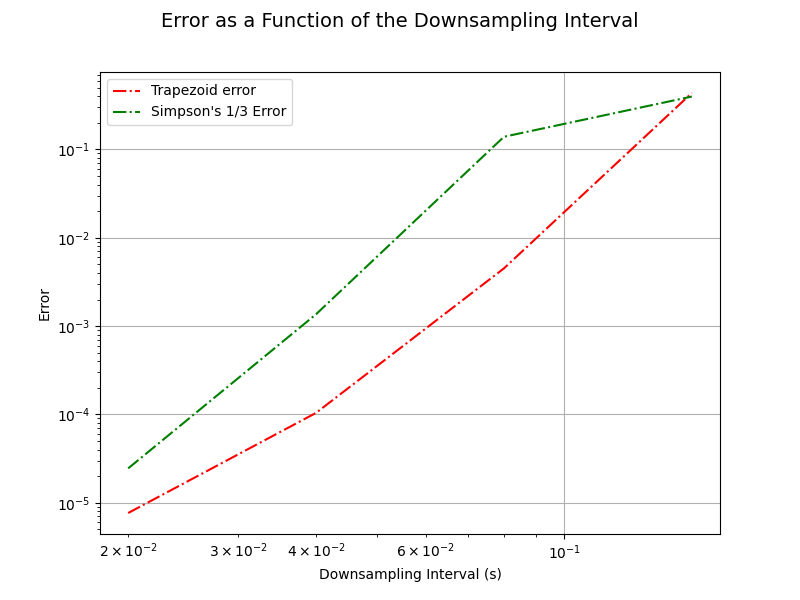 Error as a Function of the Downsampling Interval
Trapezoid error
Simpson's 1/3 Error
10⁻¹
10⁻²
10⁻³
10⁻⁴
10⁻⁵
Error
2 × 10⁻²
3 × 10⁻²
4 × 10⁻²
6 × 10⁻²
10⁻¹
Downsampling Interval (s)